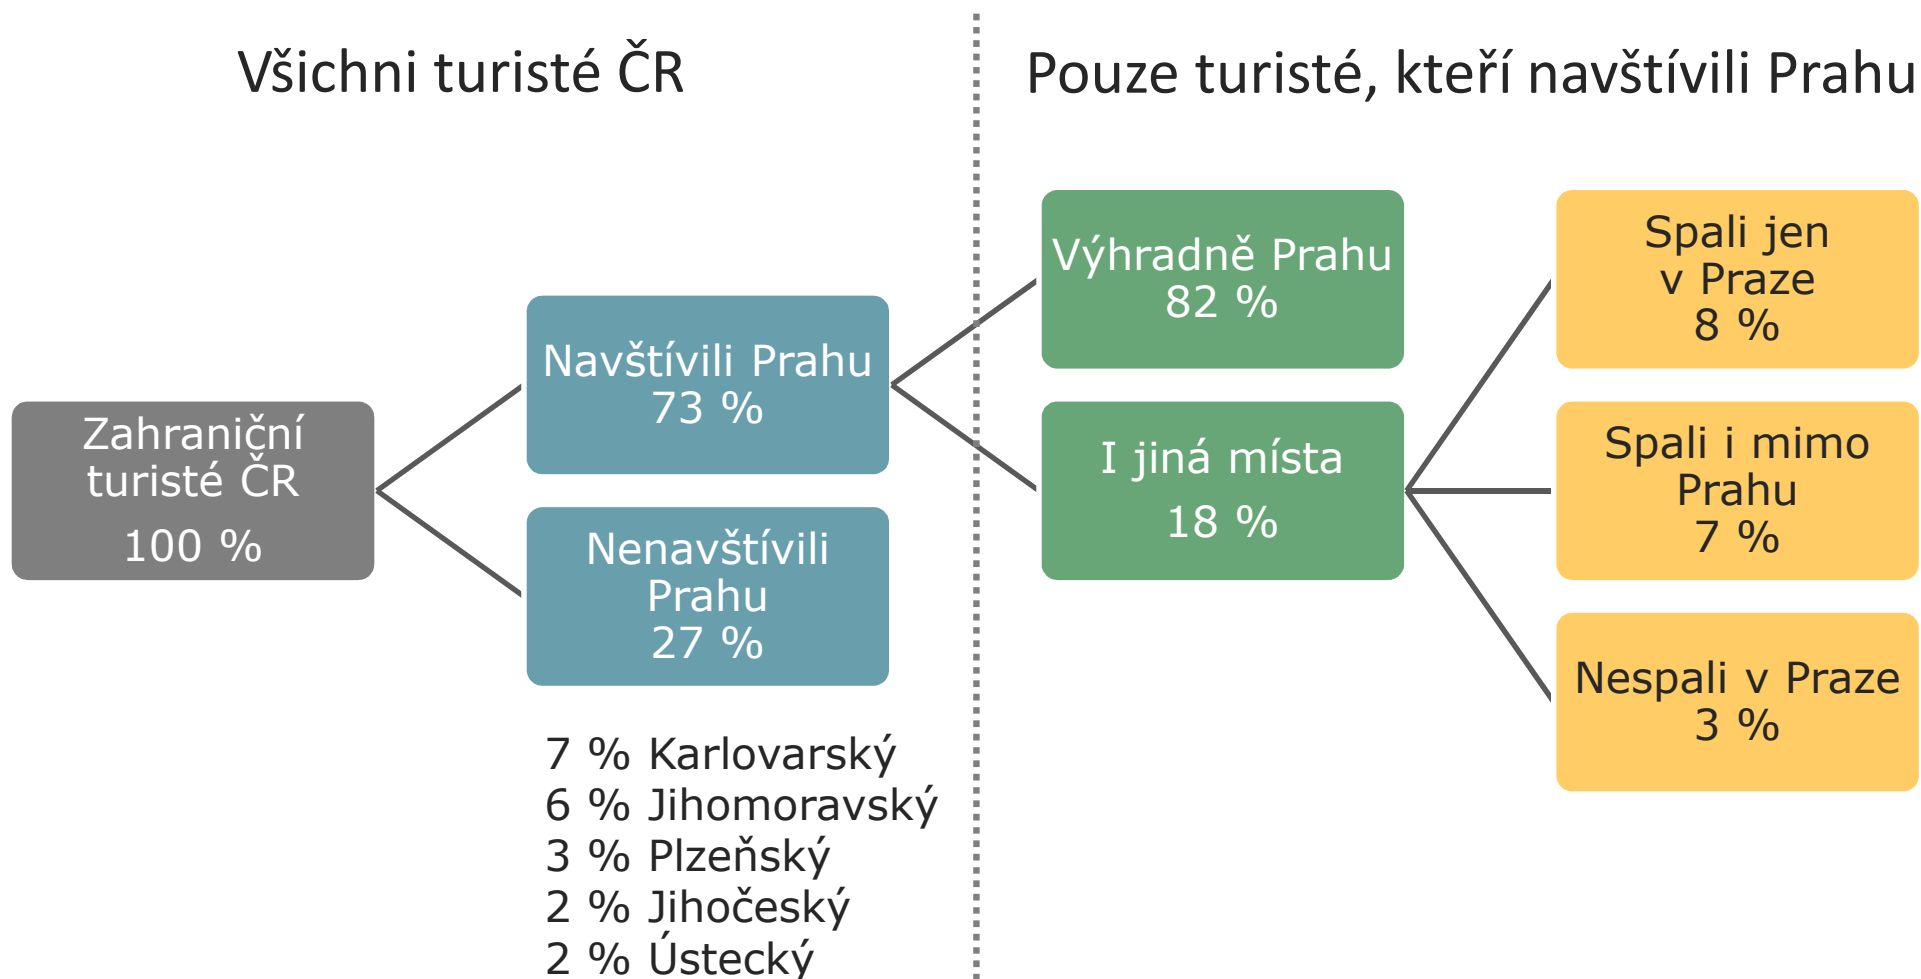 Všichni turisté ČR
Pouze turisté, kteří navštívili Prahu
Zahraniční
turisté ČR
100 %
Navštívili Prahu
73 %
Nenavštívili
Prahu
27 %
7 % Karlovarský
6 % Jihomoravský
3 % Plzeňský
2 % Jihočeský
2 % Ústecký
Výhradně Prahu
82 %
I jiná místa
18 %
Spali jen
v Praze
8 %
Spali i mimo
Prahu
7 %
Nespali v Praze
3 %